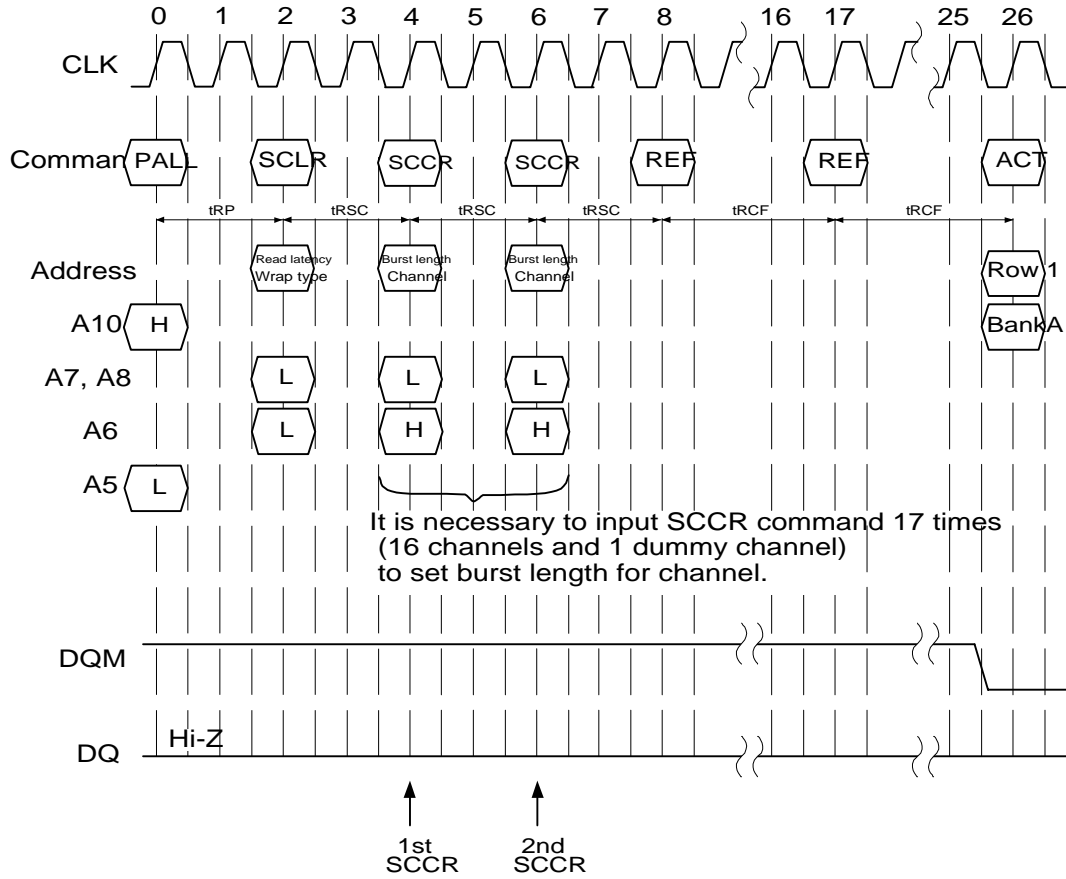 0 1 2 3 4 5 6 7 8 16 17 25 26
CLK
Comman PALL SCLR SCCR SCCR REF REF ACT
tRP tRSC tRSC tRSC tRCF tRCF
Address Read latency Wrap type Burst length Channel Burst length Channel Row 1
A10 H BankA
A7, A8 L L L
A6 L H H
A5 L
It is necessary to input SCCR command 17 times
(16 channels and 1 dummy channel)
to set burst length for channel.
DQM
Hi-Z
DQ
1st
SCCR
2nd
SCCR